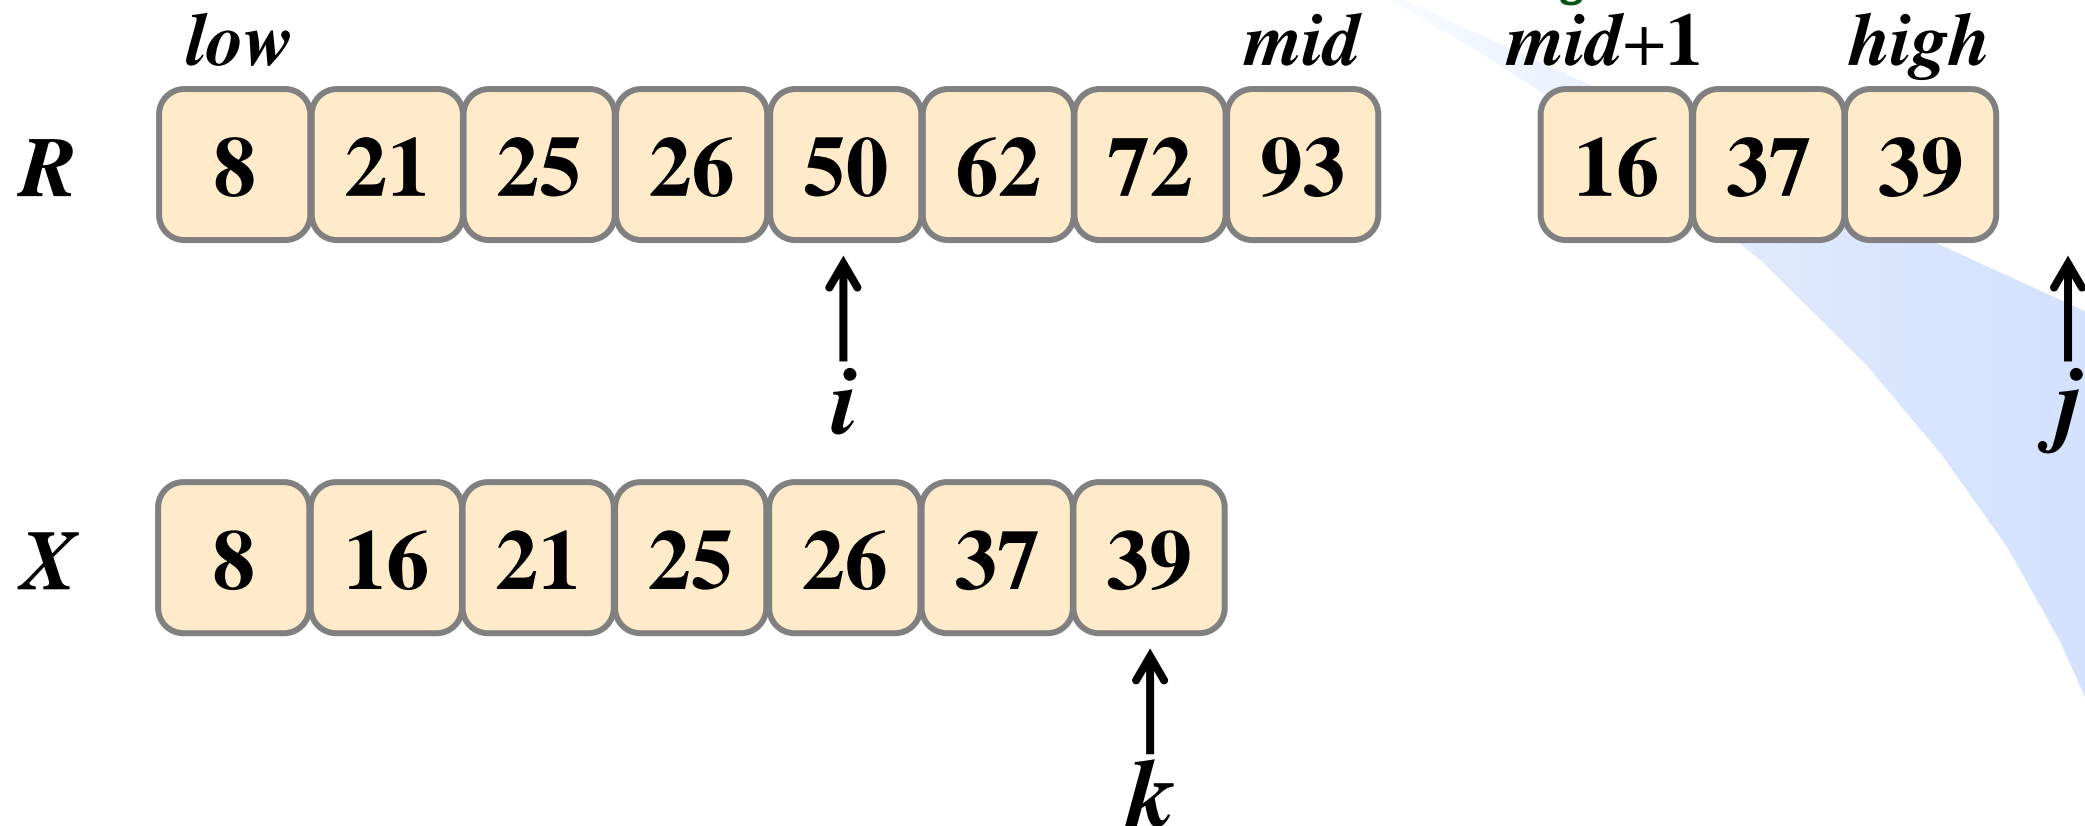 low mid mid+1 high
R 8 21 25 26 50 62 72 93 16 37 39
i j
X 8 16 21 25 26 37 39
k